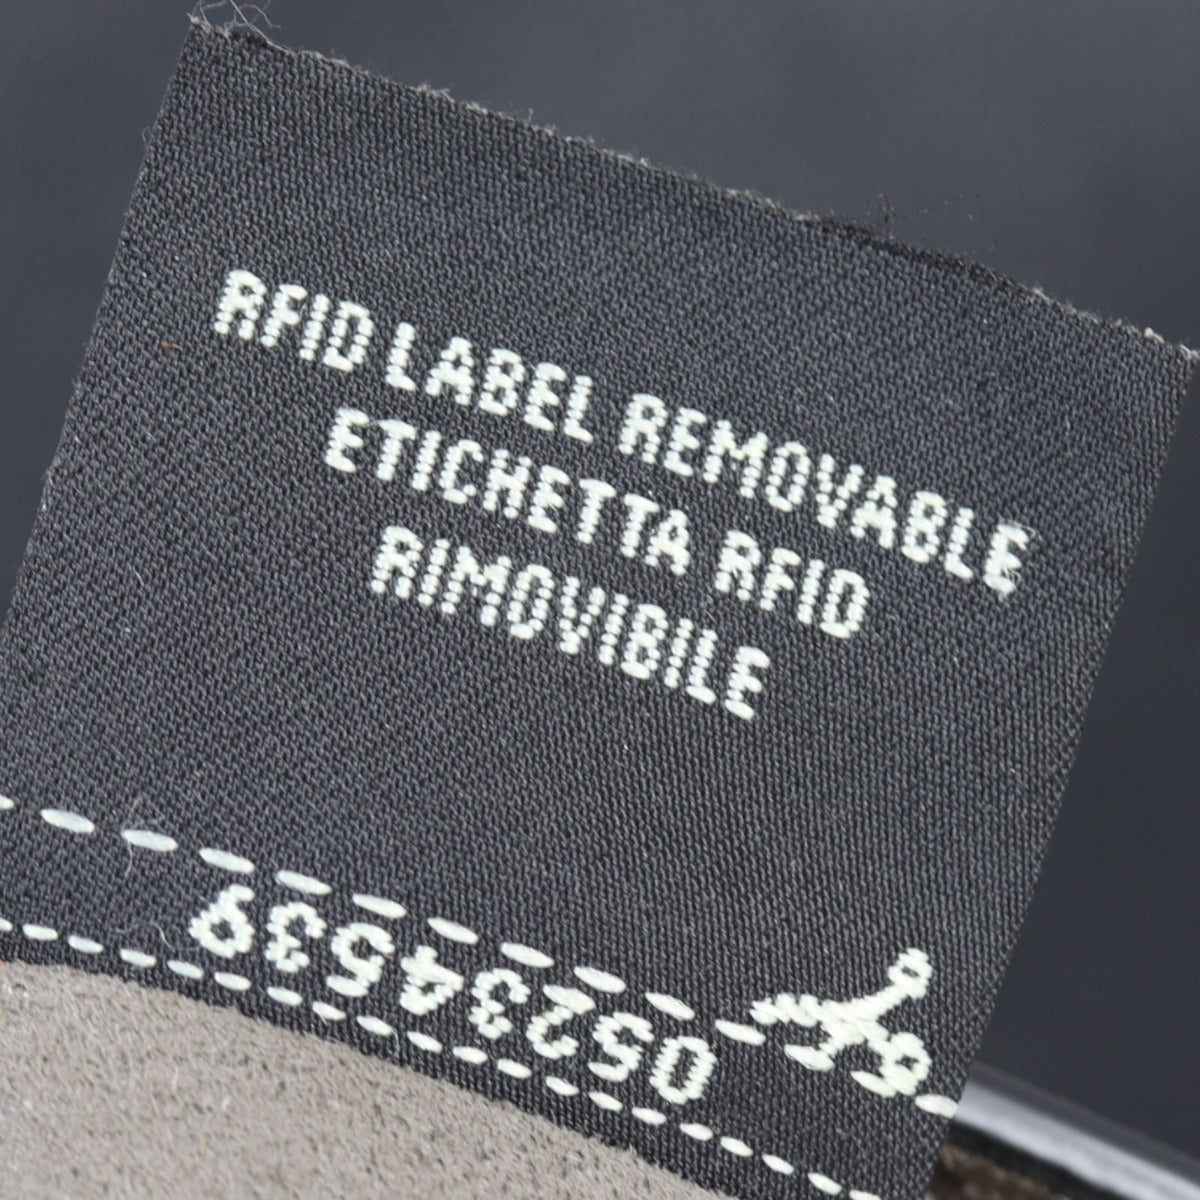 RFID LABEL REMOVABLE
ETICHETTA RFID
RIMOVIBILE
05234539